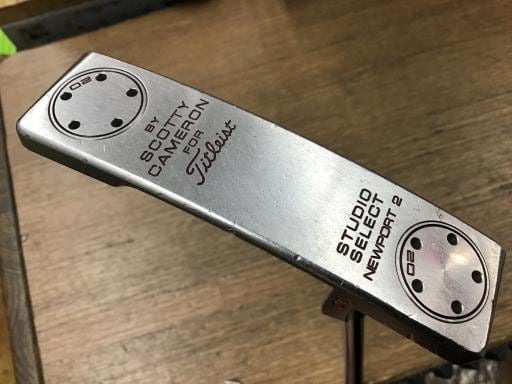 20
BY
SCOTTY
CAMERON
FOR
Titleist
STUDIO
SELECT
NEWPORT 2
20